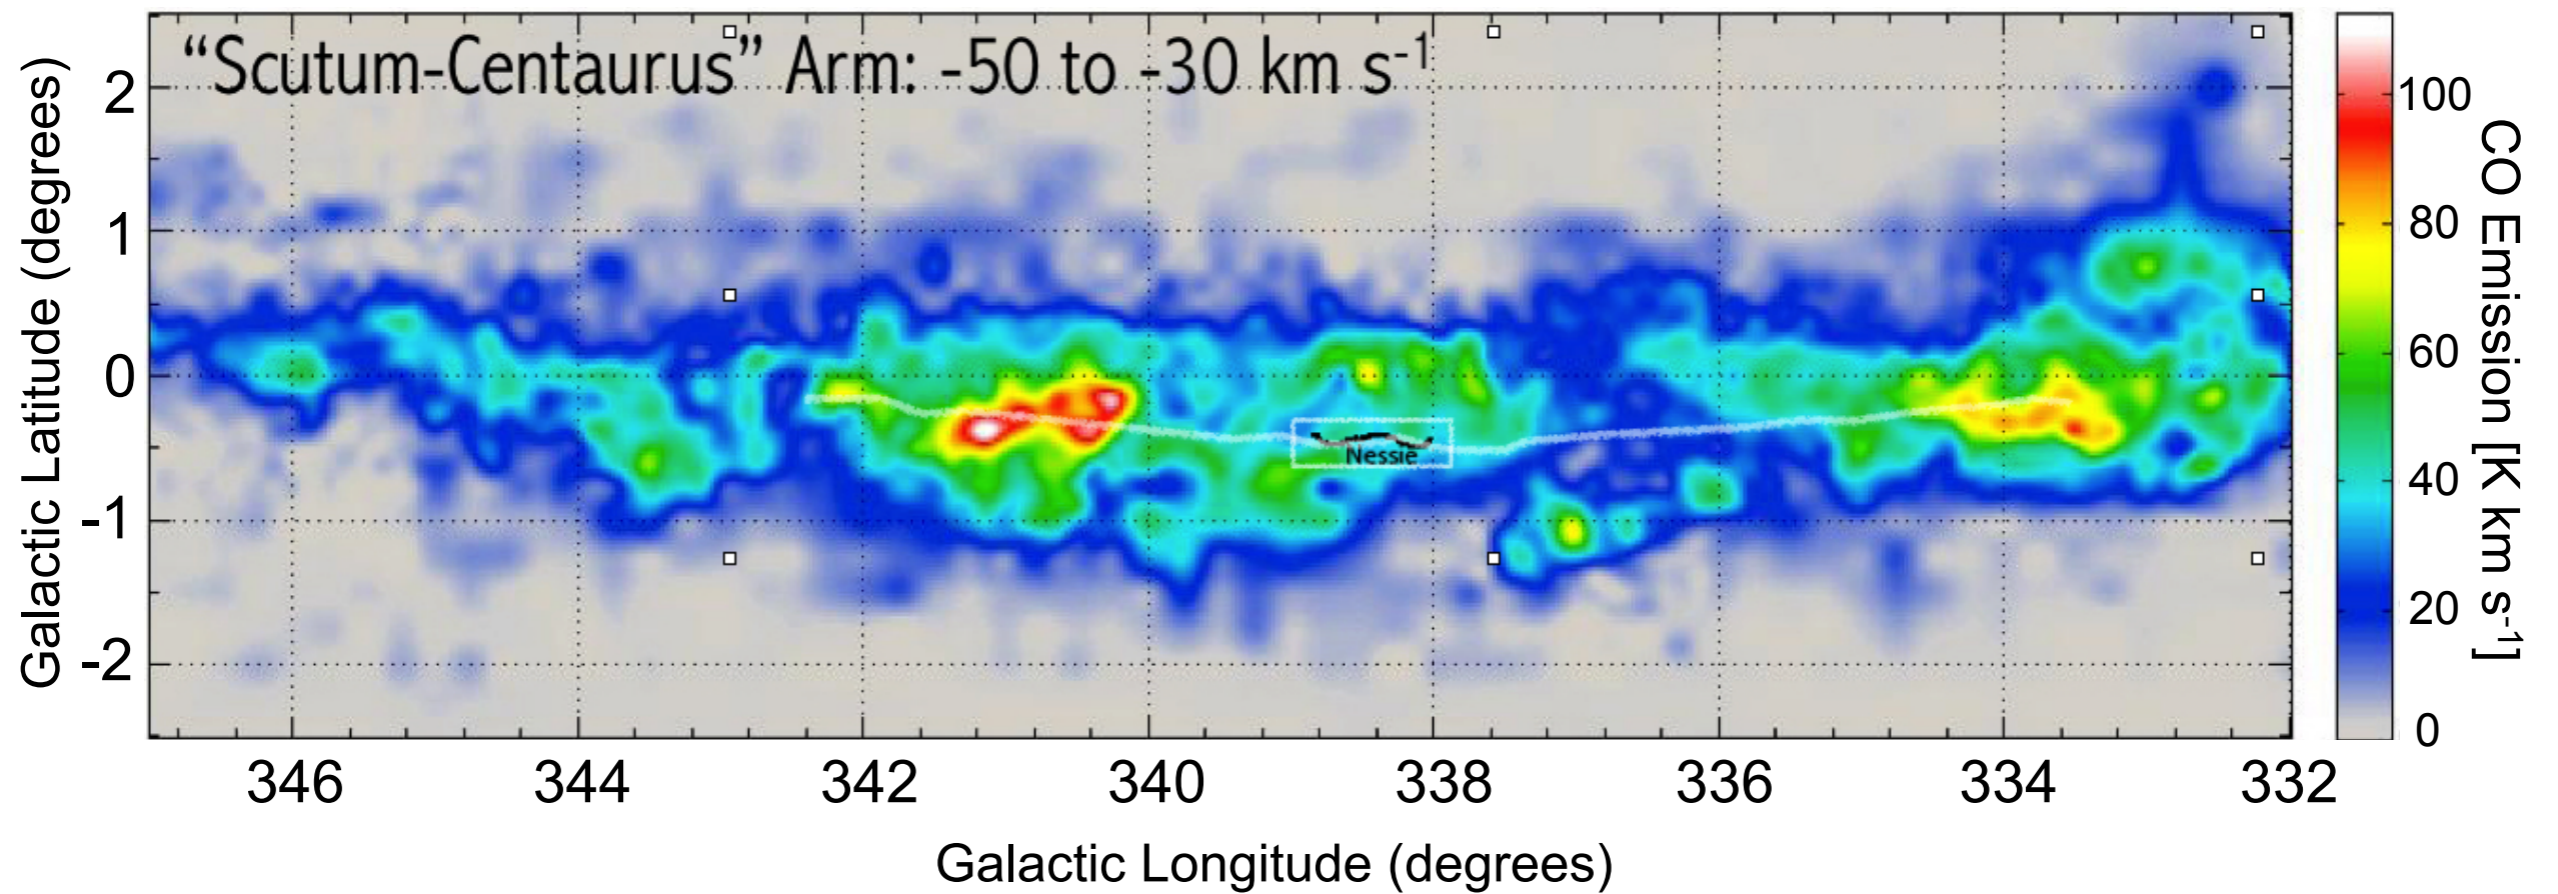 “Scutum-Centaurus” Arm: -50 to -30 km s-1
Galactic Latitude (degrees)
2
1
0
-1
-2
Nessie
346 344 342 340 338 336 334 332
Galactic Longitude (degrees)
100
80
60
40
20
0
CO Emission [K km s-1]